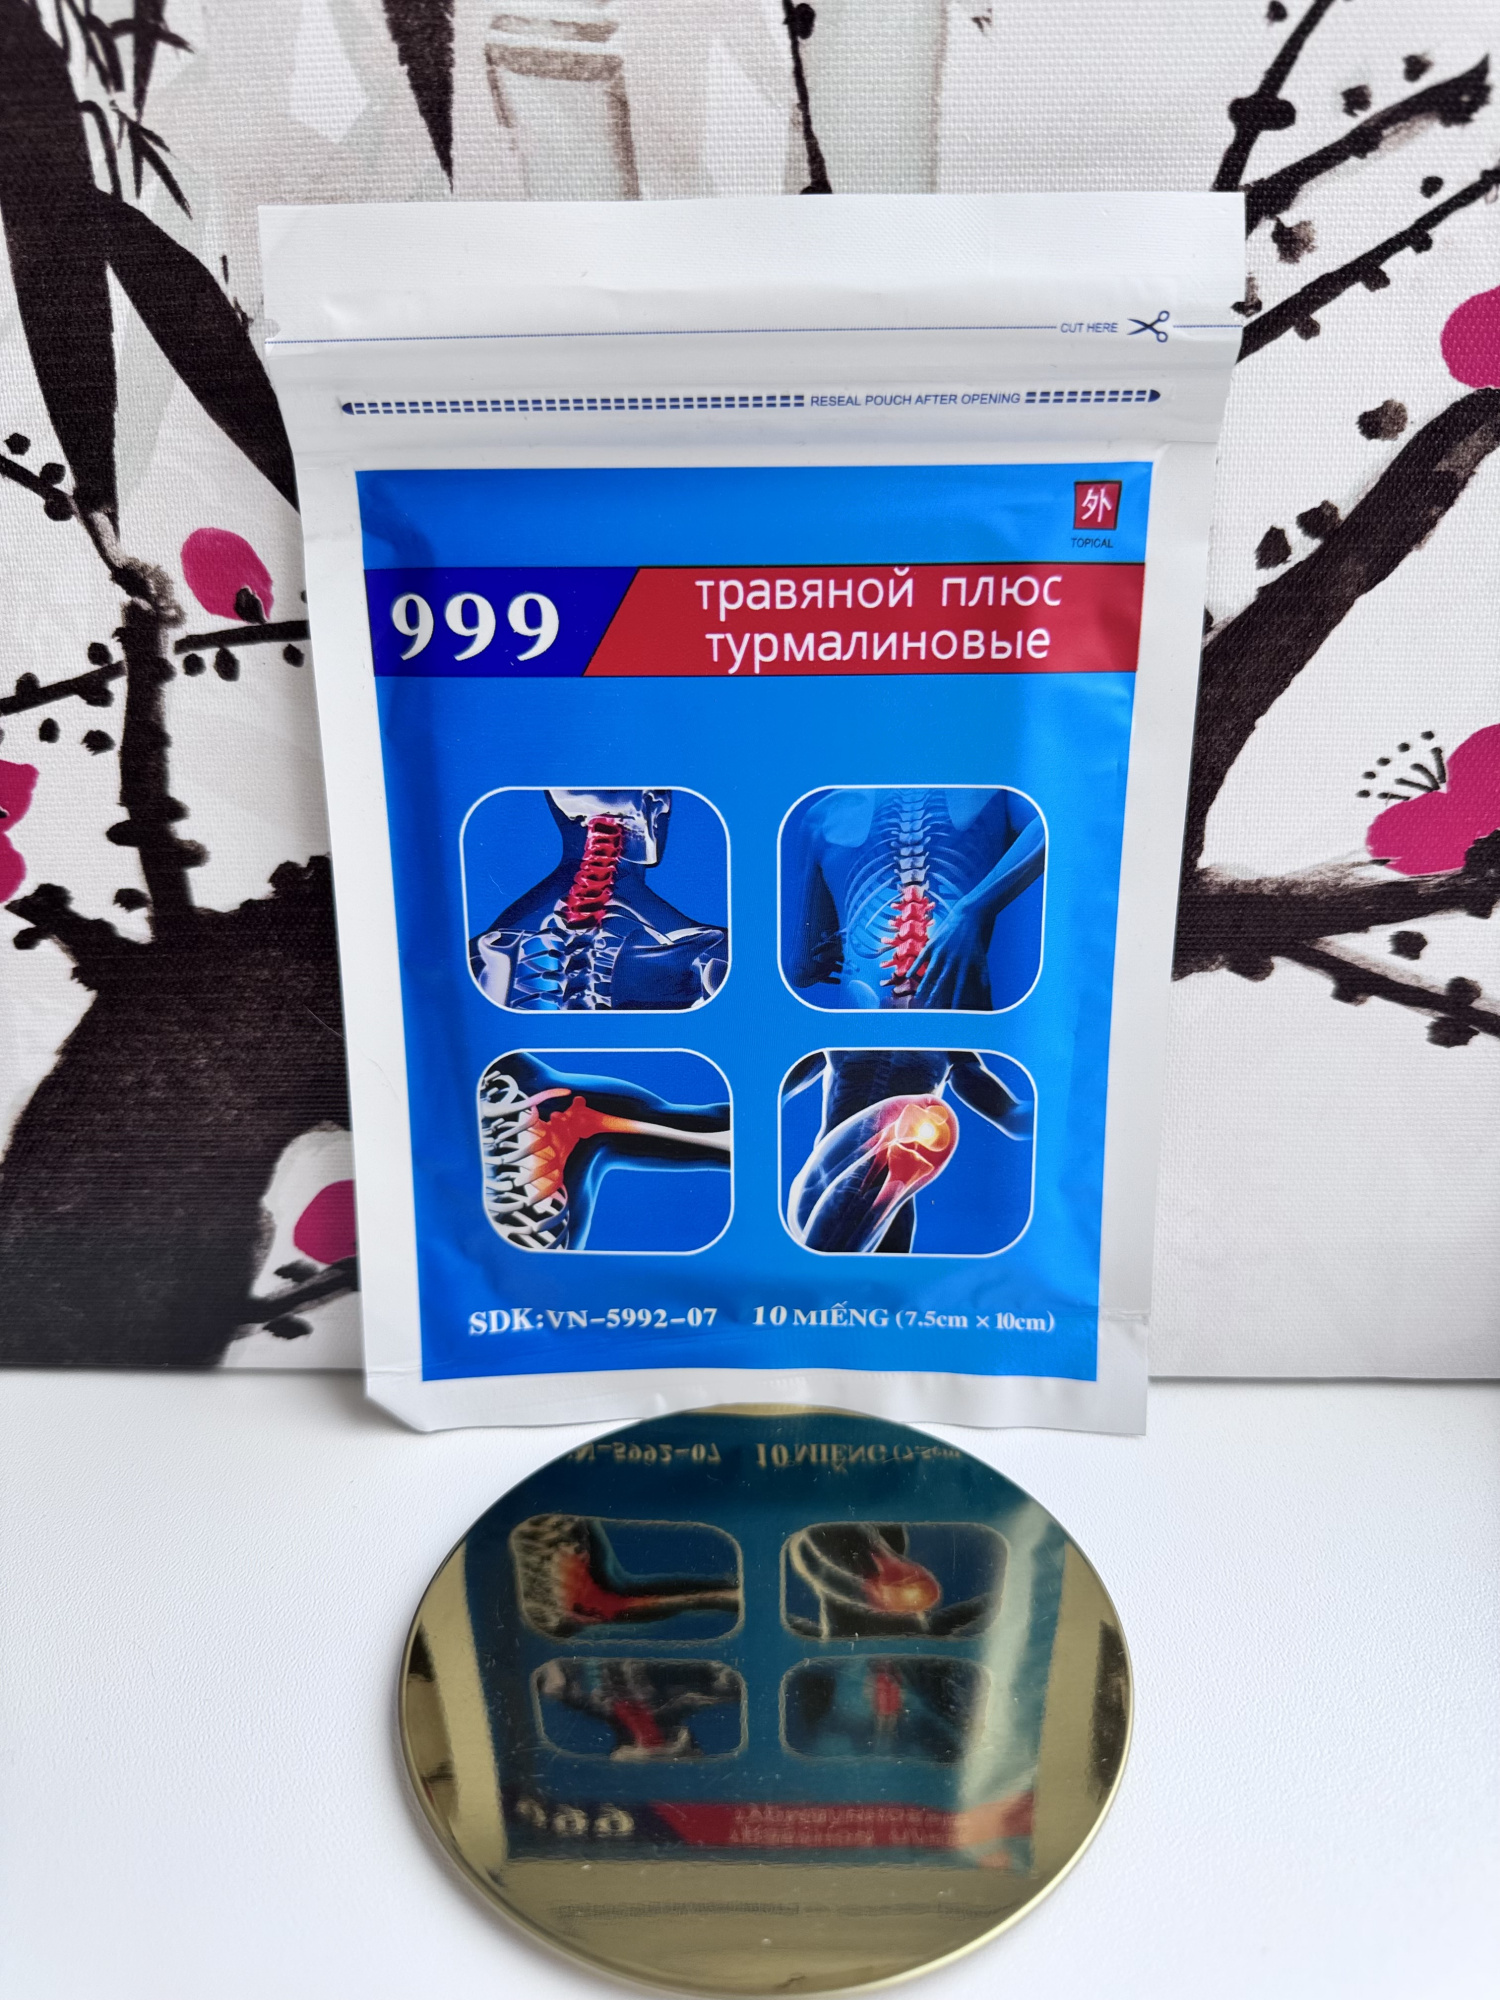 CUT HERE
RESEAL POUCH AFTER OPENING
外
TOPICAL
999
травяной плюс
турмалиновые
SDK:VN-5992-07 10 MIẾNG (7.5cm × 10cm)